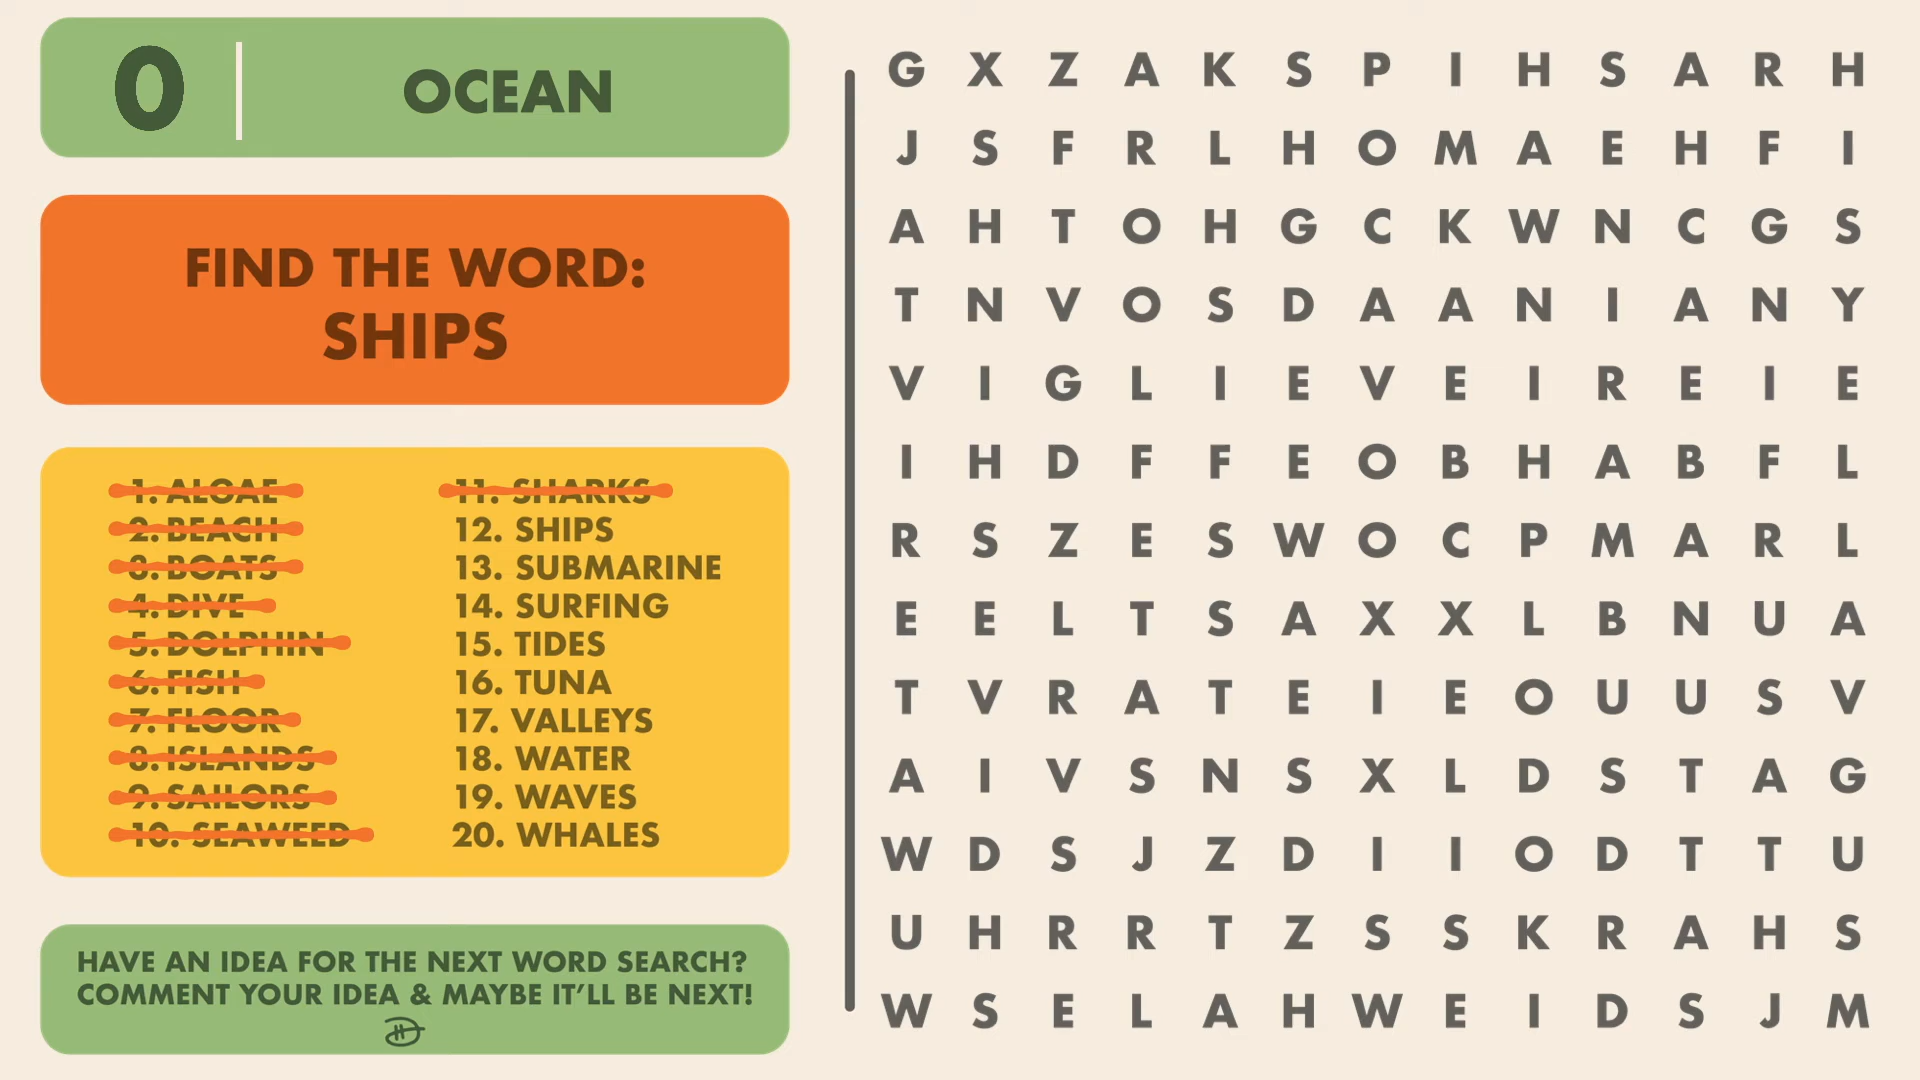 0 OCEAN
FIND THE WORD:
SHIPS
1. ALGAE
2. BEACH
3. BOATS
4. DIVE
5. DOLPHIN
6. FISH
7. FLOOR
8. ISLANDS
9. SAILORS
10. SEAWEED
11. SHARKS
12. SHIPS
13. SUBMARINE
14. SURFING
15. TIDES
16. TUNA
17. VALLEYS
18. WATER
19. WAVES
20. WHALES
HAVE AN IDEA FOR THE NEXT WORD SEARCH?
COMMENT YOUR IDEA & MAYBE IT'LL BE NEXT!
G X Z A K S P I H S A R H
J S F R L H O M A E H F I
A H T O H G C K W N C G S
T N V O S D A A N I A N Y
V I G L I E V E I R E I E
I H D F F E O B H A B F L
R S Z E S W O C P M A R L
E E L T S A X X L B N U A
T V R A T E I E O U U S V
A I V S N S X L D S T A G
W D S J Z D I I O D T T U
U H R R T Z S S K R A H S
W S E L A H W E I D S J M